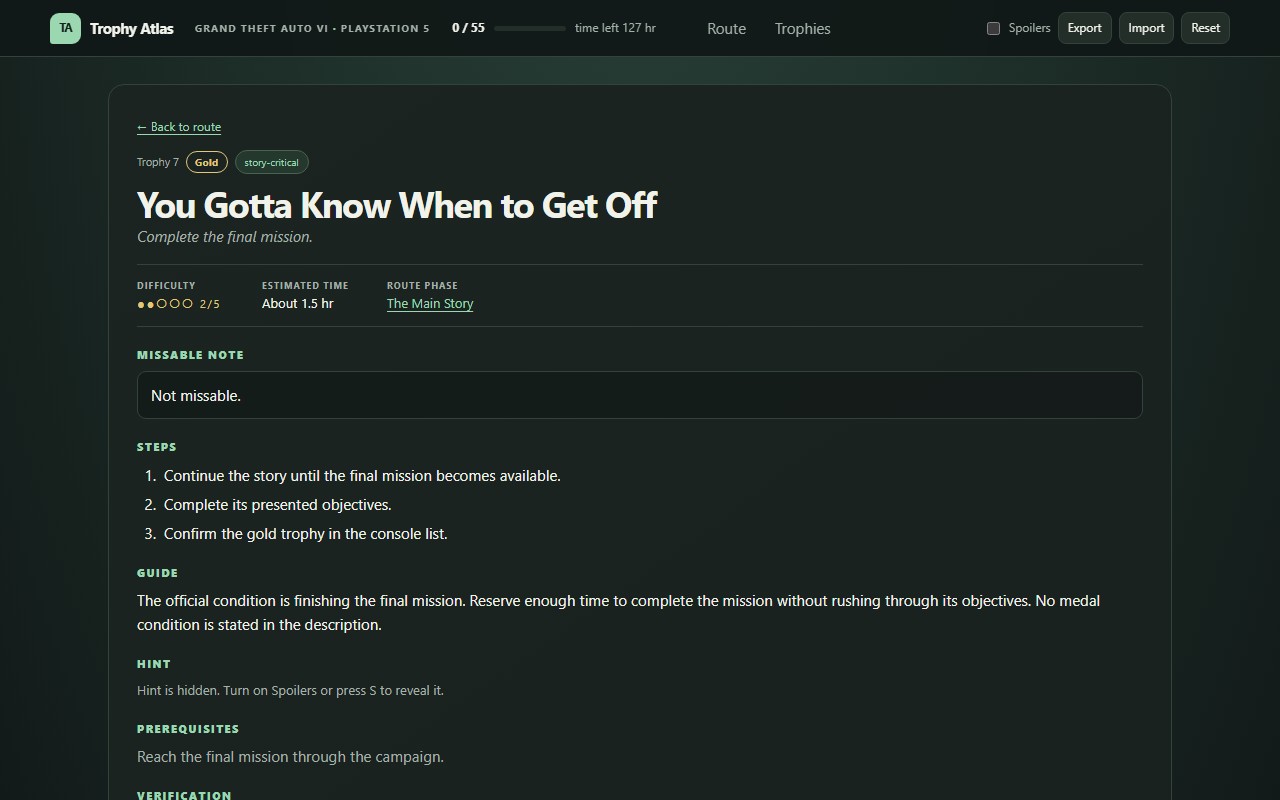 TA Trophy Atlas GRAND THEFT AUTO VI • PLAYSTATION 5 0 / 55 time left 127 hr Route Trophies Spoilers Export Import Reset
← Back to route
Trophy 7 Gold story-critical
You Gotta Know When to Get Off
Complete the final mission.
DIFFICULTY ESTIMATED TIME ROUTE PHASE
●●○○○ 2/5 About 1.5 hr The Main Story
MISSABLE NOTE
Not missable.
STEPS
1. Continue the story until the final mission becomes available.
2. Complete its presented objectives.
3. Confirm the gold trophy in the console list.
GUIDE
The official condition is finishing the final mission. Reserve enough time to complete the mission without rushing through its objectives. No medal
condition is stated in the description.
HINT
Hint is hidden. Turn on Spoilers or press S to reveal it.
PREREQUISITES
Reach the final mission through the campaign.
VERIFICATION